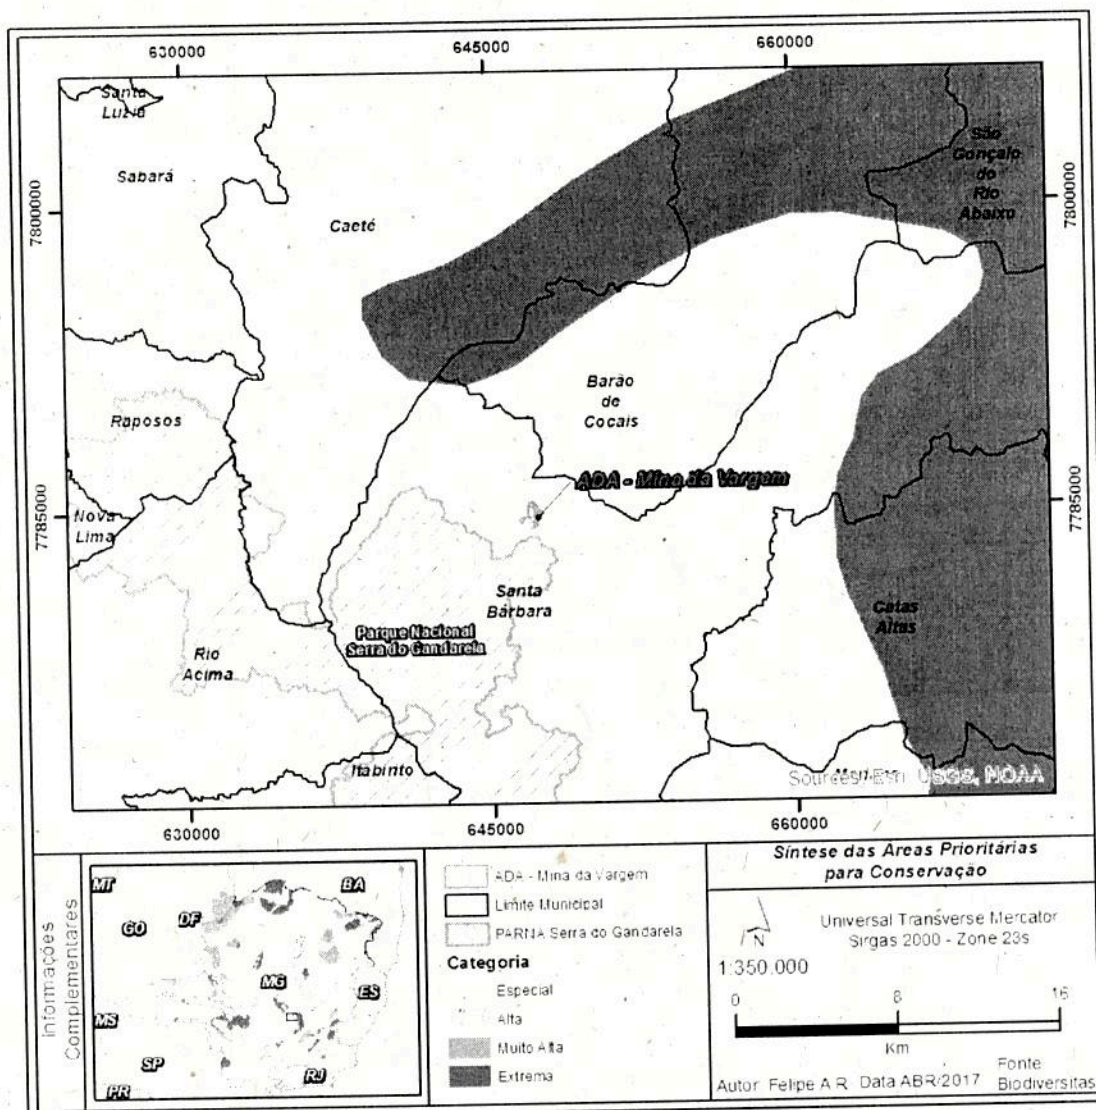 630000 645000 660000
Santa
Luzia
Sabará
Caeté
São
Gonçalo
do
Rio
Abaixo
7800000
7800000
Raposos
Barão
de
Cocais
ADA - Mina da Vargem
Nova
Lima
7785000
7785000
Santa
Bárbara
Catas
Altas
Parque Nacional
Serra do Gandarela
Rio
Acima
Itabirito
Sources: Esri, USGS, NOAA
630000 645000 660000
Informações
Complementares
MT
BA
GO
DF
MG
ES
MS
SP
RJ
PR
ADA - Mina da Vargem
Limite Municipal
PARNA Serra do Gandarela
Categoria
Especial
Alta
Muito Alta
Extrema
Síntese das Áreas Prioritárias
para Conservação
N
Universal Transverse Mercator
Sirgas 2000 - Zone 23s
1:350.000
0 8 16
Km
Autor: Felipe A.R. Data ABR/2017
Fonte
Biodiversitas